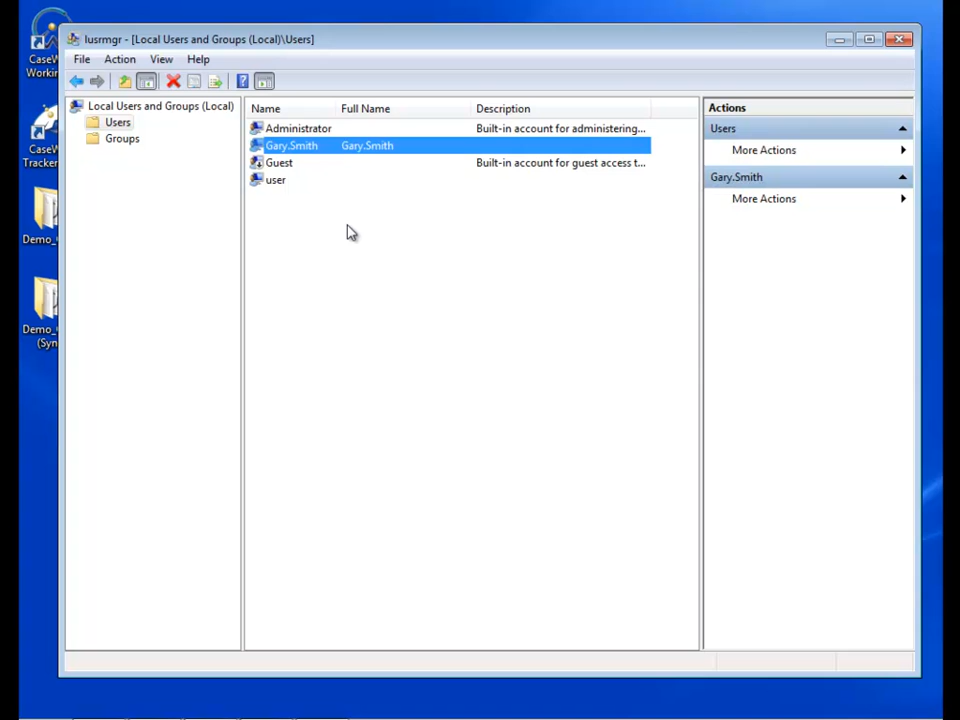 CaseW
Workin
CaseW
Tracker
Demo_
Demo_
(Syn
lusrmgr - [Local Users and Groups (Local)\Users]
File Action View Help
Local Users and Groups (Local)
Users
Groups
Name Full Name Description
Administrator Built-in account for administering...
Gary.Smith Gary.Smith
Guest Built-in account for guest access t...
user
Actions
Users
More Actions
Gary.Smith
More Actions